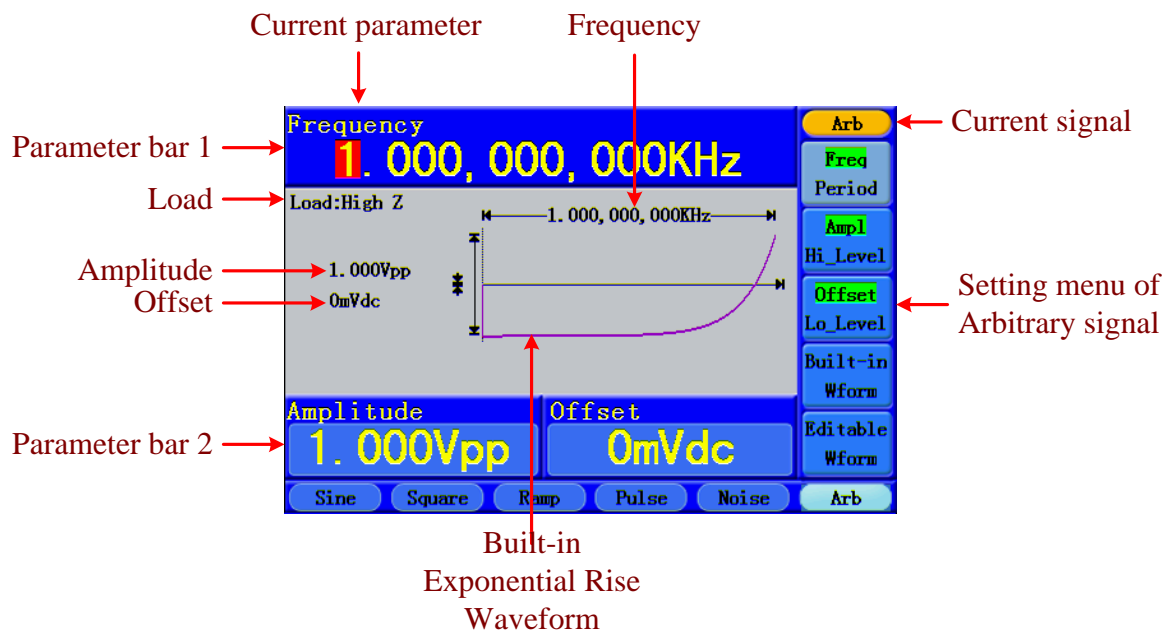 Current parameter
Frequency
Parameter bar 1
Frequency
1. 000, 000, 000KHz
Arb
Current signal
Freq
Period
Load
Load:High Z
1. 000, 000, 000KHz
Ampl
Hi_Level
Amplitude
1. 000Vpp
Offset
0mVdc
Offset
Lo_Level
Setting menu of
Arbitrary signal
Built-in
Wform
Amplitude
Offset
Parameter bar 2
1. 000Vpp
0mVdc
Editable
Wform
Sine
Square
Ramp
Pulse
Noise
Arb
Built-in
Exponential Rise
Waveform